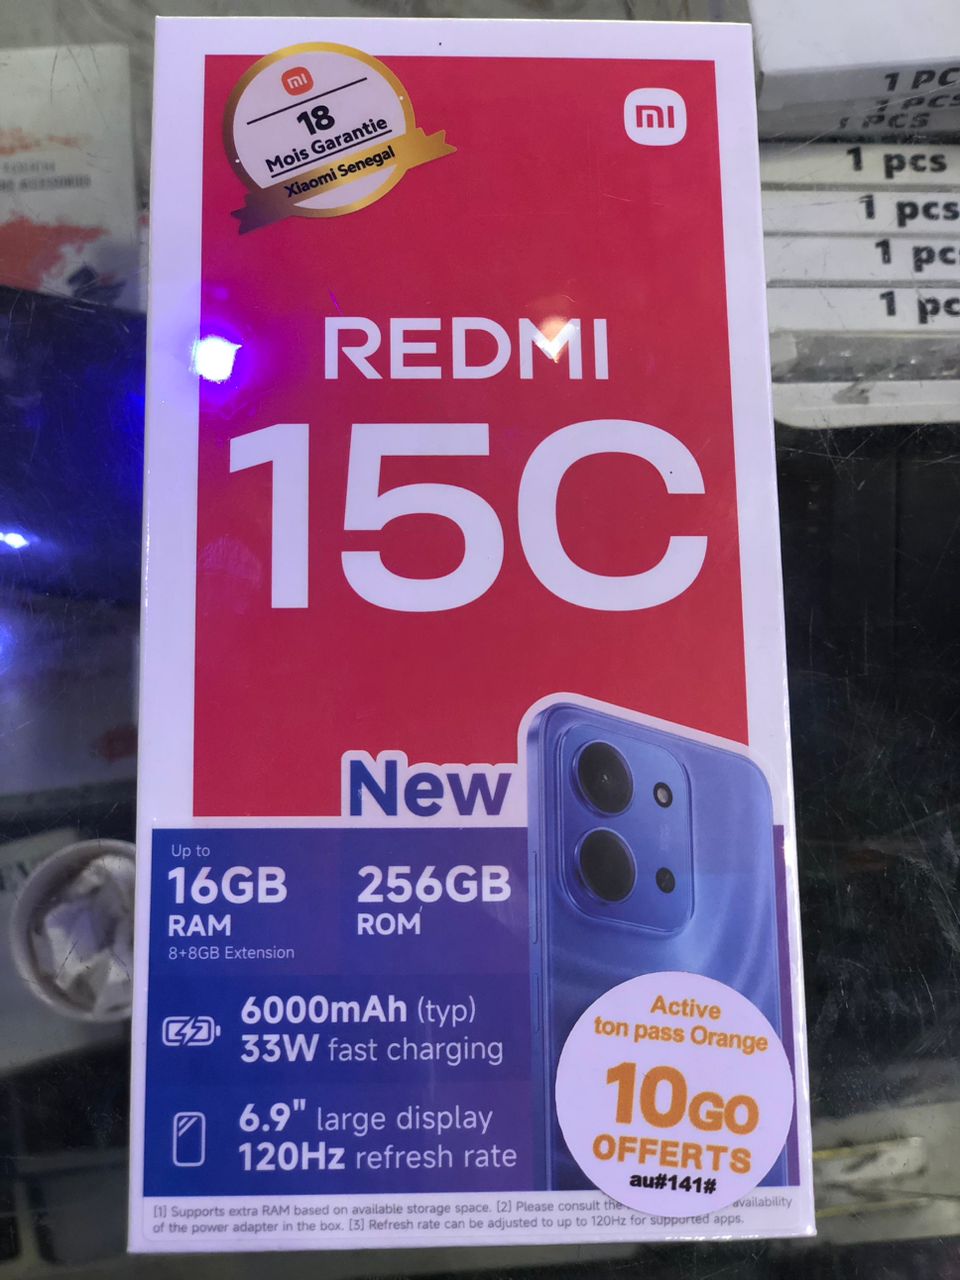 mi
18
Mois Garantie
Xiaomi Senegal
mi
REDMI
15C
New
Up to
16GB
RAM
8+8GB Extension
256GB
ROM
6000mAh (typ)
33W fast charging
6.9" large display
120Hz refresh rate
Active
ton pass Orange
10GO
OFFERTS
au#141#
[1] Supports extra RAM based on available storage space. [2] Please consult the availability
of the power adapter in the box. [3] Refresh rate can be adjusted to up to 120Hz for supported apps.
1 PC
1 PCS
1 PCS
1 pcs
1 pcs
1 pc
1 pc